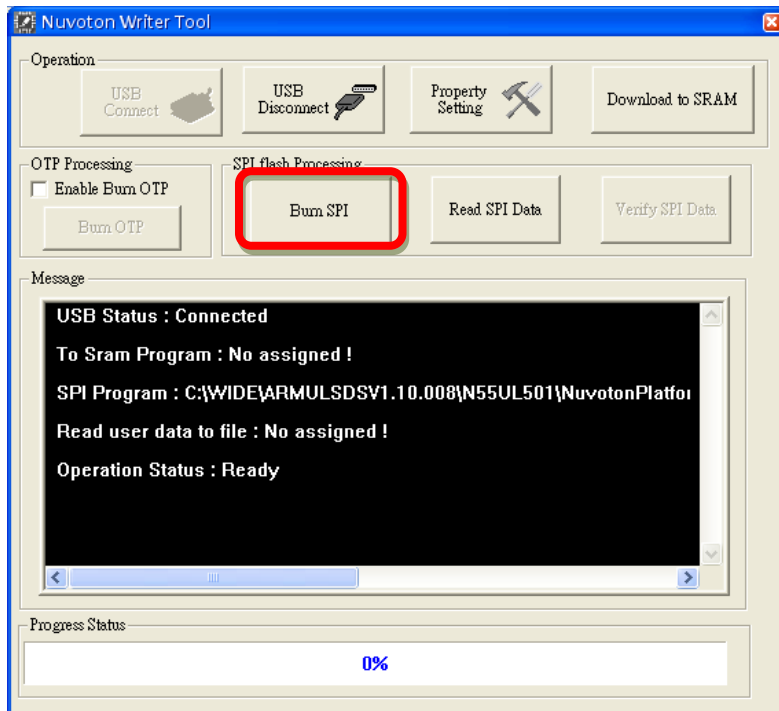 Nuvoton Writer Tool
Operation
USB
Connect
USB
Disconnect
Property
Setting
Download to SRAM
OTP Processing
Enable Burn OTP
Burn OTP
SPI flash Processing
Burn SPI
Read SPI Data
Verify SPI Data
Message
USB Status : Connected
To Sram Program : No assigned !
SPI Program : C:\WIDE\ARMULSDSV1.10.008\N55UL501\NuvotonPlatfor
Read user data to file : No assigned !
Operation Status : Ready
Progress Status
0%